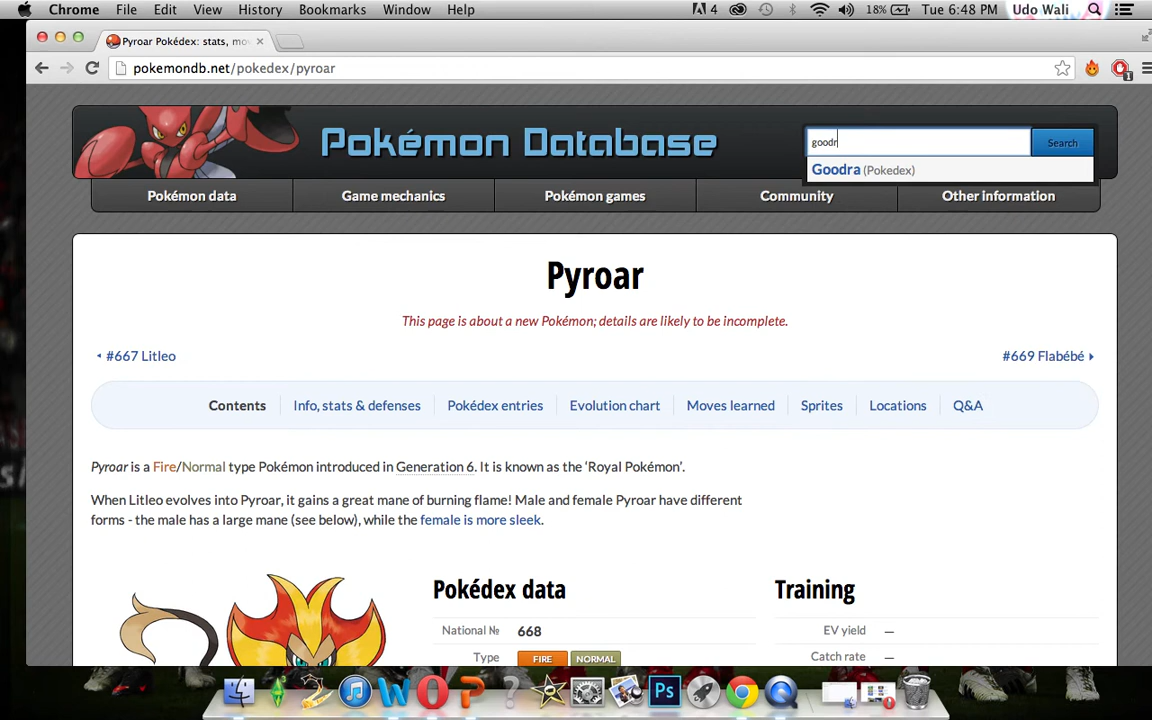 Chrome File Edit View History Bookmarks Window Help 4 18% Tue 6:48 PM Udo Wali
Pyroar Pokédex: stats, mov
pokemondb.net/pokedex/pyroar
Pokémon Database
goodr
Search
Goodra (Pokedex)
Pokémon data Game mechanics Pokémon games Community Other information
Pyroar
This page is about a new Pokémon; details are likely to be incomplete.
#667 Litleo #669 Flabébé
Contents Info, stats & defenses Pokédex entries Evolution chart Moves learned Sprites Locations Q&A
Pyroar is a Fire/Normal type Pokémon introduced in Generation 6. It is known as the ‘Royal Pokémon’.
When Litleo evolves into Pyroar, it gains a great mane of burning flame! Male and female Pyroar have different
forms - the male has a large mane (see below), while the female is more sleek.
Pokédex data Training
National № 668 EV yield —
Type FIRE NORMAL Catch rate —
Ps